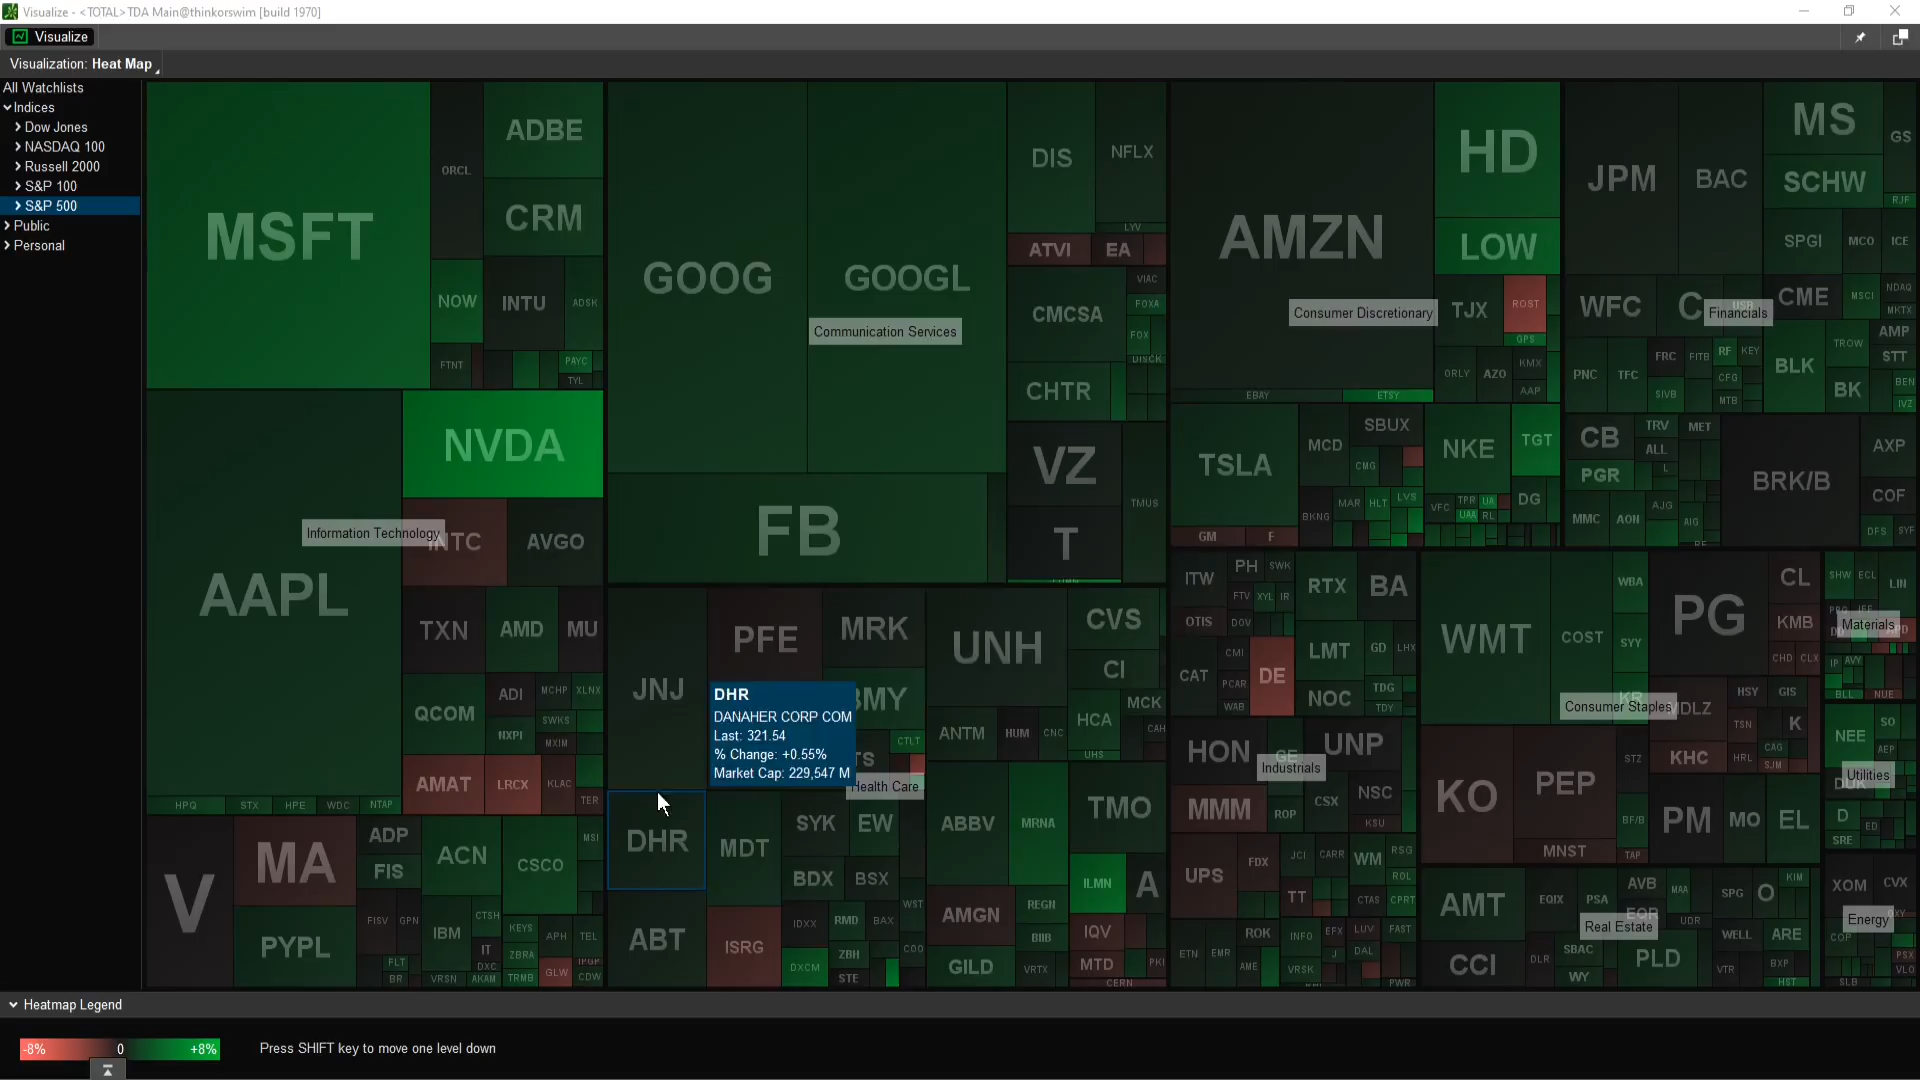 Visualize - <TOTAL>TDA Main@thinkorswim [build 1970]
Visualize
Visualization: Heat Map
All Watchlists
Indices
Dow Jones
NASDAQ 100
Russell 2000
S&P 100
S&P 500
Public
Personal
MSFT
ORCL
ADBE
CRM
NOW
INTU
ADSK
FTNT
PAYC
TYL
AAPL
NVDA
Information Technology
INTC
AVGO
TXN
AMD
MU
QCOM
ADI
MCHP
XLNX
NXPI
SWKS
MXIM
AMAT
LRCX
KLAC
TER
HPQ
STX
HPE
WDC
NTAP
V
MA
PYPL
ADP
FIS
FISV
GPN
FLT
BR
ACN
IBM
CTSH
IT
DXC
VRSN
AKAM
CSCO
MSI
KEYS
ZBRA
TRMB
APH
TEL
GLW
IPGP
CDW
GOOG
GOOGL
Communication Services
FB
DIS
NFLX
LYV
ATVI
EA
CMCSA
VIAC
FOXA
FOX
DISCK
CHTR
VZ
T
TMUS
JNJ
PFE
MRK
BMY
CTLT
Health Care
DHR
DANAHER CORP COM
Last: 321.54
% Change: +0.55%
Market Cap: 229,547 M
DHR
MDT
SYK
EW
BDX
BSX
ABT
ISRG
IDXX
RMD
BAX
WST
COO
DXCM
ZBH
STE
UNH
CVS
CI
ANTM
HUM
CNC
HCA
MCK
CAH
UHS
ABBV
MRNA
TMO
ILMN
A
AMGN
REGN
BIIB
GILD
VRTX
IQV
MTD
PKI
CERN
AMZN
EBAY
ETSY
Consumer Discretionary
HD
LOW
TJX
ROST
GPS
ORLY
AZO
KMX
AAP
TSLA
GM
F
MCD
SBUX
CMG
BKNG
MAR
HLT
LVS
NKE
TGT
VFC
TPR
UA
UAA
RL
DG
JPM
BAC
WFC
C
USB
Financials
PNC
TFC
FRC
SIVB
FITB
RF
KEY
CFG
MTB
MS
GS
SCHW
RJF
SPGI
MCO
ICE
CME
MSCI
NDAQ
MKTX
BLK
TROW
AMP
STT
BK
BEN
IVZ
CB
TRV
MET
ALL
PGR
L
MMC
AON
AJG
AIG
RE
BRK/B
AXP
COF
DFS
SYF
ITW
PH
SWK
FTV
XYL
IR
OTIS
DOV
CAT
CMI
PCAR
WAB
DE
RTX
BA
LMT
GD
LHX
NOC
TDG
TDY
HON
GE
Industrials
MMM
ROP
UNP
CSX
NSC
KSU
UPS
FDX
JCI
CARR
TT
WM
RSG
ROL
CTAS
CPRT
ETN
EMR
ROK
AME
INFO
EFX
VRSK
J
LUV
DAL
FAST
PWR
WMT
COST
WBA
SYY
KR
Consumer Staples
PG
CL
KMB
CHD
CLX
MDLZ
HSY
GIS
TSN
K
KHC
HRL
CAG
SJM
KO
PEP
MNST
STZ
BF/B
TAP
PM
MO
EL
AMT
CCI
EQIX
PSA
DLR
SBAC
WY
AVB
EQR
MAA
UDR
Real Estate
PLD
SPG
O
KIM
WELL
ARE
VTR
BXP
HST
SHW
ECL
LIN
PPG
Materials
APD
IP
AVY
BLL
NUE
NEE
SO
AEP
DUK
Utilities
D
ED
SRE
XOM
CVX
OXY
Energy
COP
PSX
VLO
SLB
Heatmap Legend
-8%
0
+8%
Press SHIFT key to move one level down